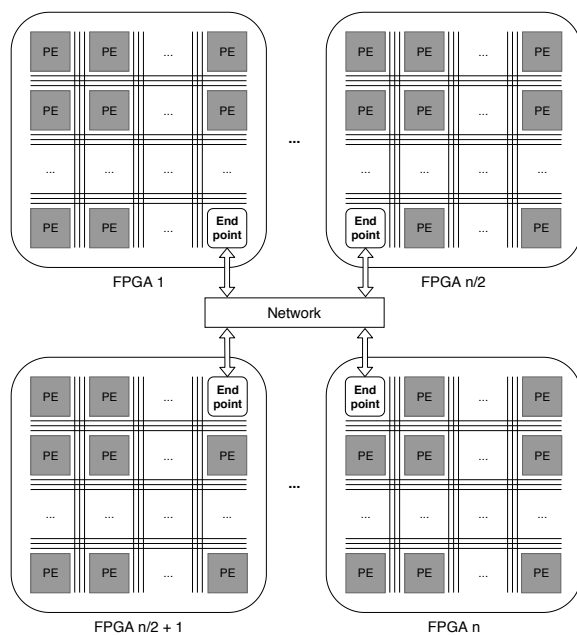 PE PE ... PE PE PE ... PE
PE PE ... PE PE PE ... PE
...
... ... ... ... ... ... ... ...
PE PE ... End point End point PE ... PE
FPGA 1 FPGA n/2
Network
PE PE ... End point End point PE ... PE
PE PE ... PE PE PE ... PE
...
... ... ... ... ... ... ... ...
PE PE ... PE PE PE ... PE
FPGA n/2 + 1 FPGA n